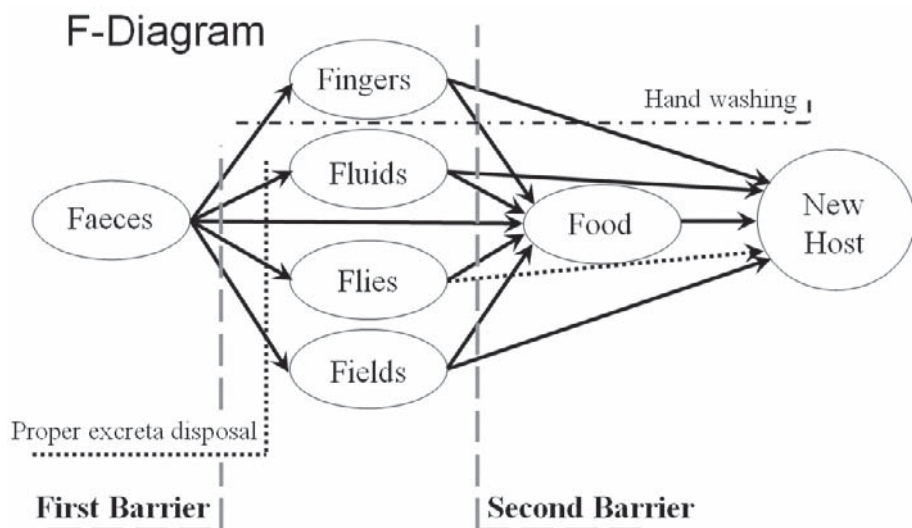 F-Diagram
Fingers
Hand washing
Fluids
Faeces
Food
New
Host
Flies
Fields
Proper excreta disposal
First Barrier
Second Barrier